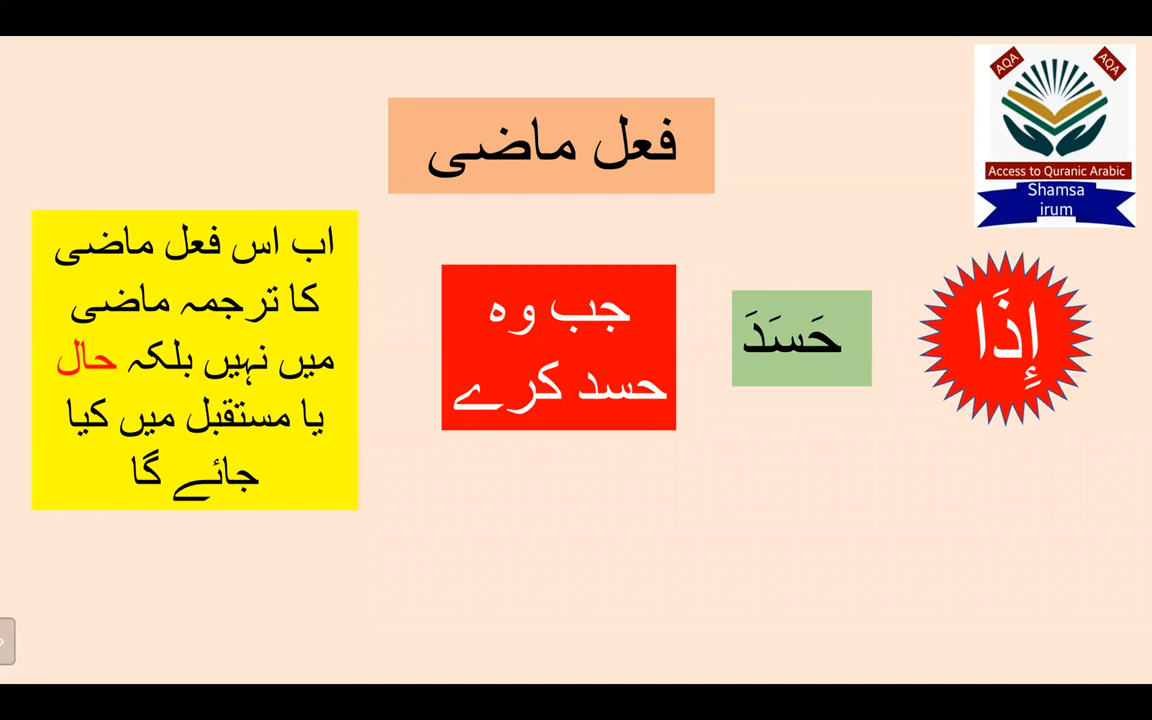 AQA
AQA
Access to Quranic Arabic
Shamsa
irum
فعل ماضی
إِذَا
حَسَدَ
جب وہ
حسد کرے
اب اس فعل ماضی
کا ترجمہ ماضی
میں نہیں بلکہ حال
یا مستقبل میں کیا
جائے گا